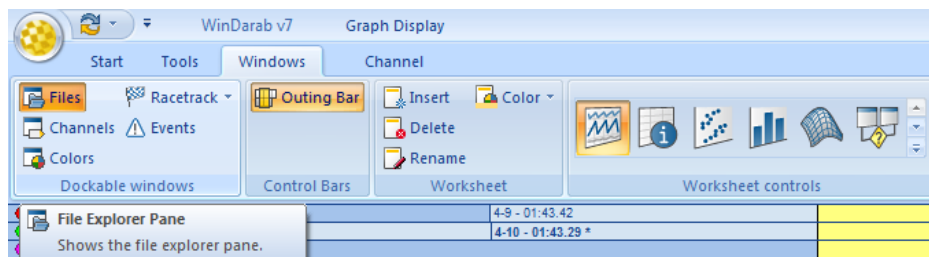 WinDarab v7 Graph Display
Start Tools Windows Channel
Files Racetrack Outing Bar Insert Color
Channels Events Delete
Colors Rename
Dockable windows Control Bars Worksheet Worksheet controls
4-9 - 01:43.42
File Explorer Pane 4-10 - 01:43.29 *
Shows the file explorer pane.